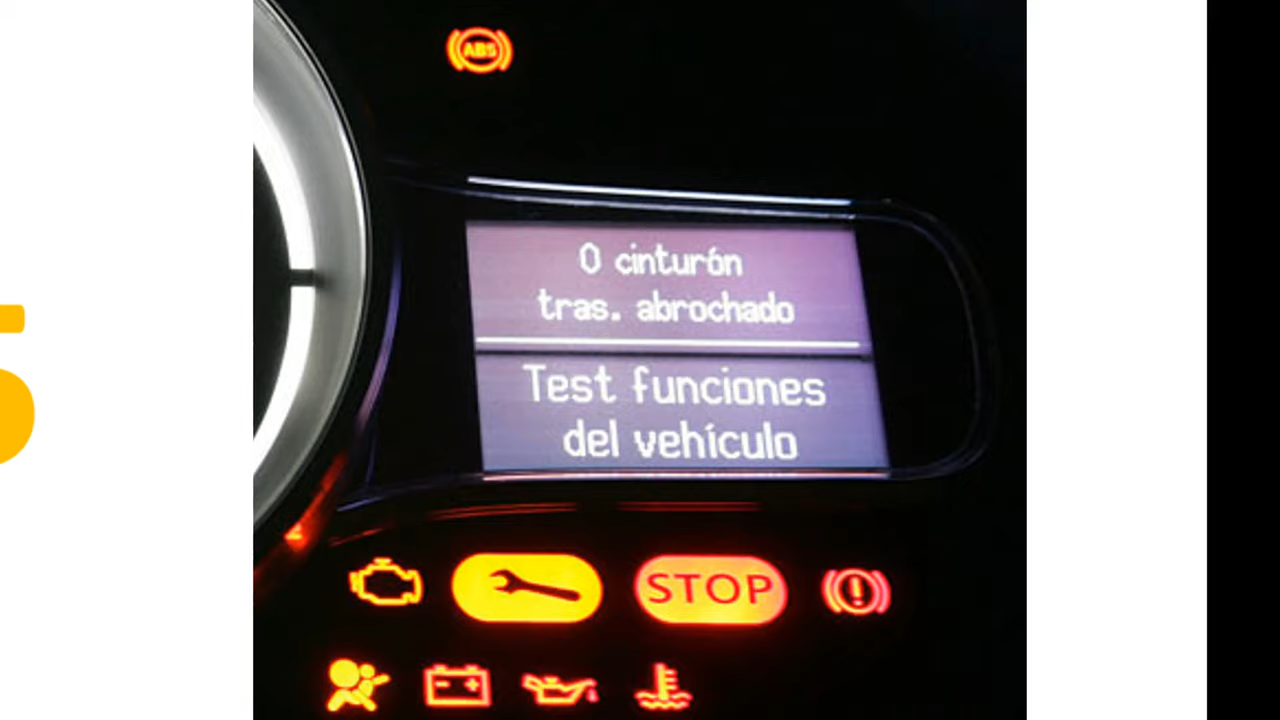 ABS
0 cinturón
tras. abrochado
Test funciones
del vehículo
STOP